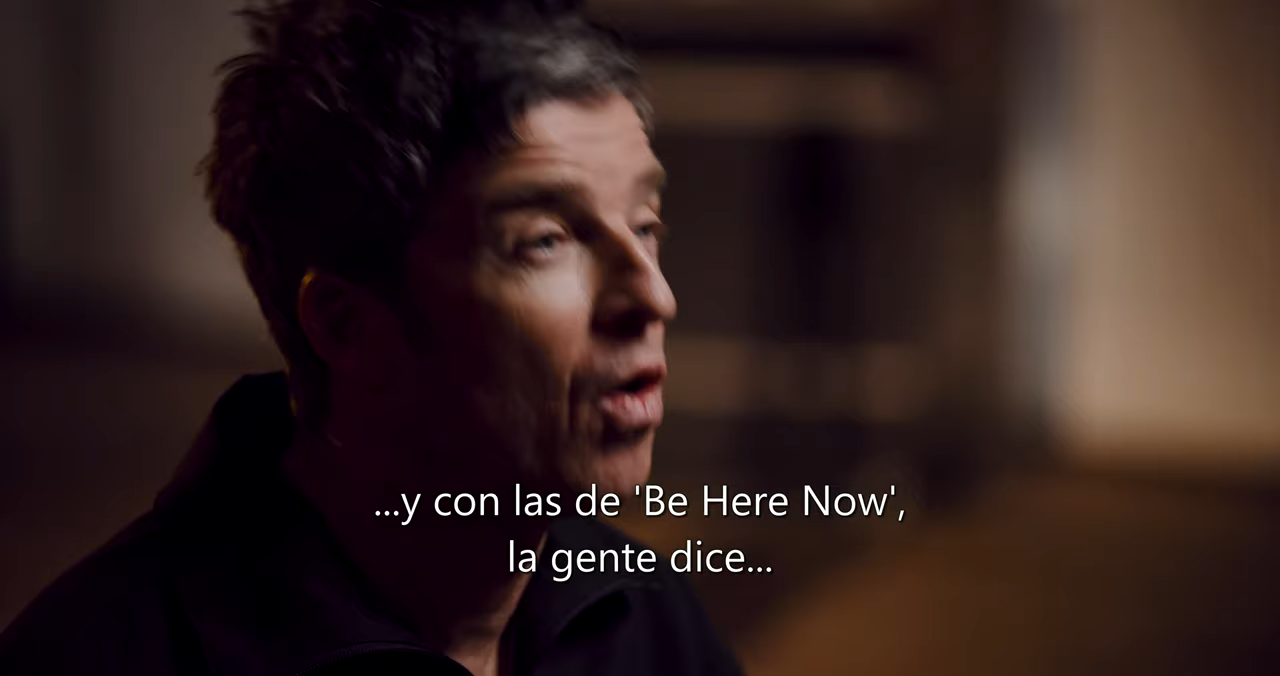 ...y con las de 'Be Here Now',
la gente dice...